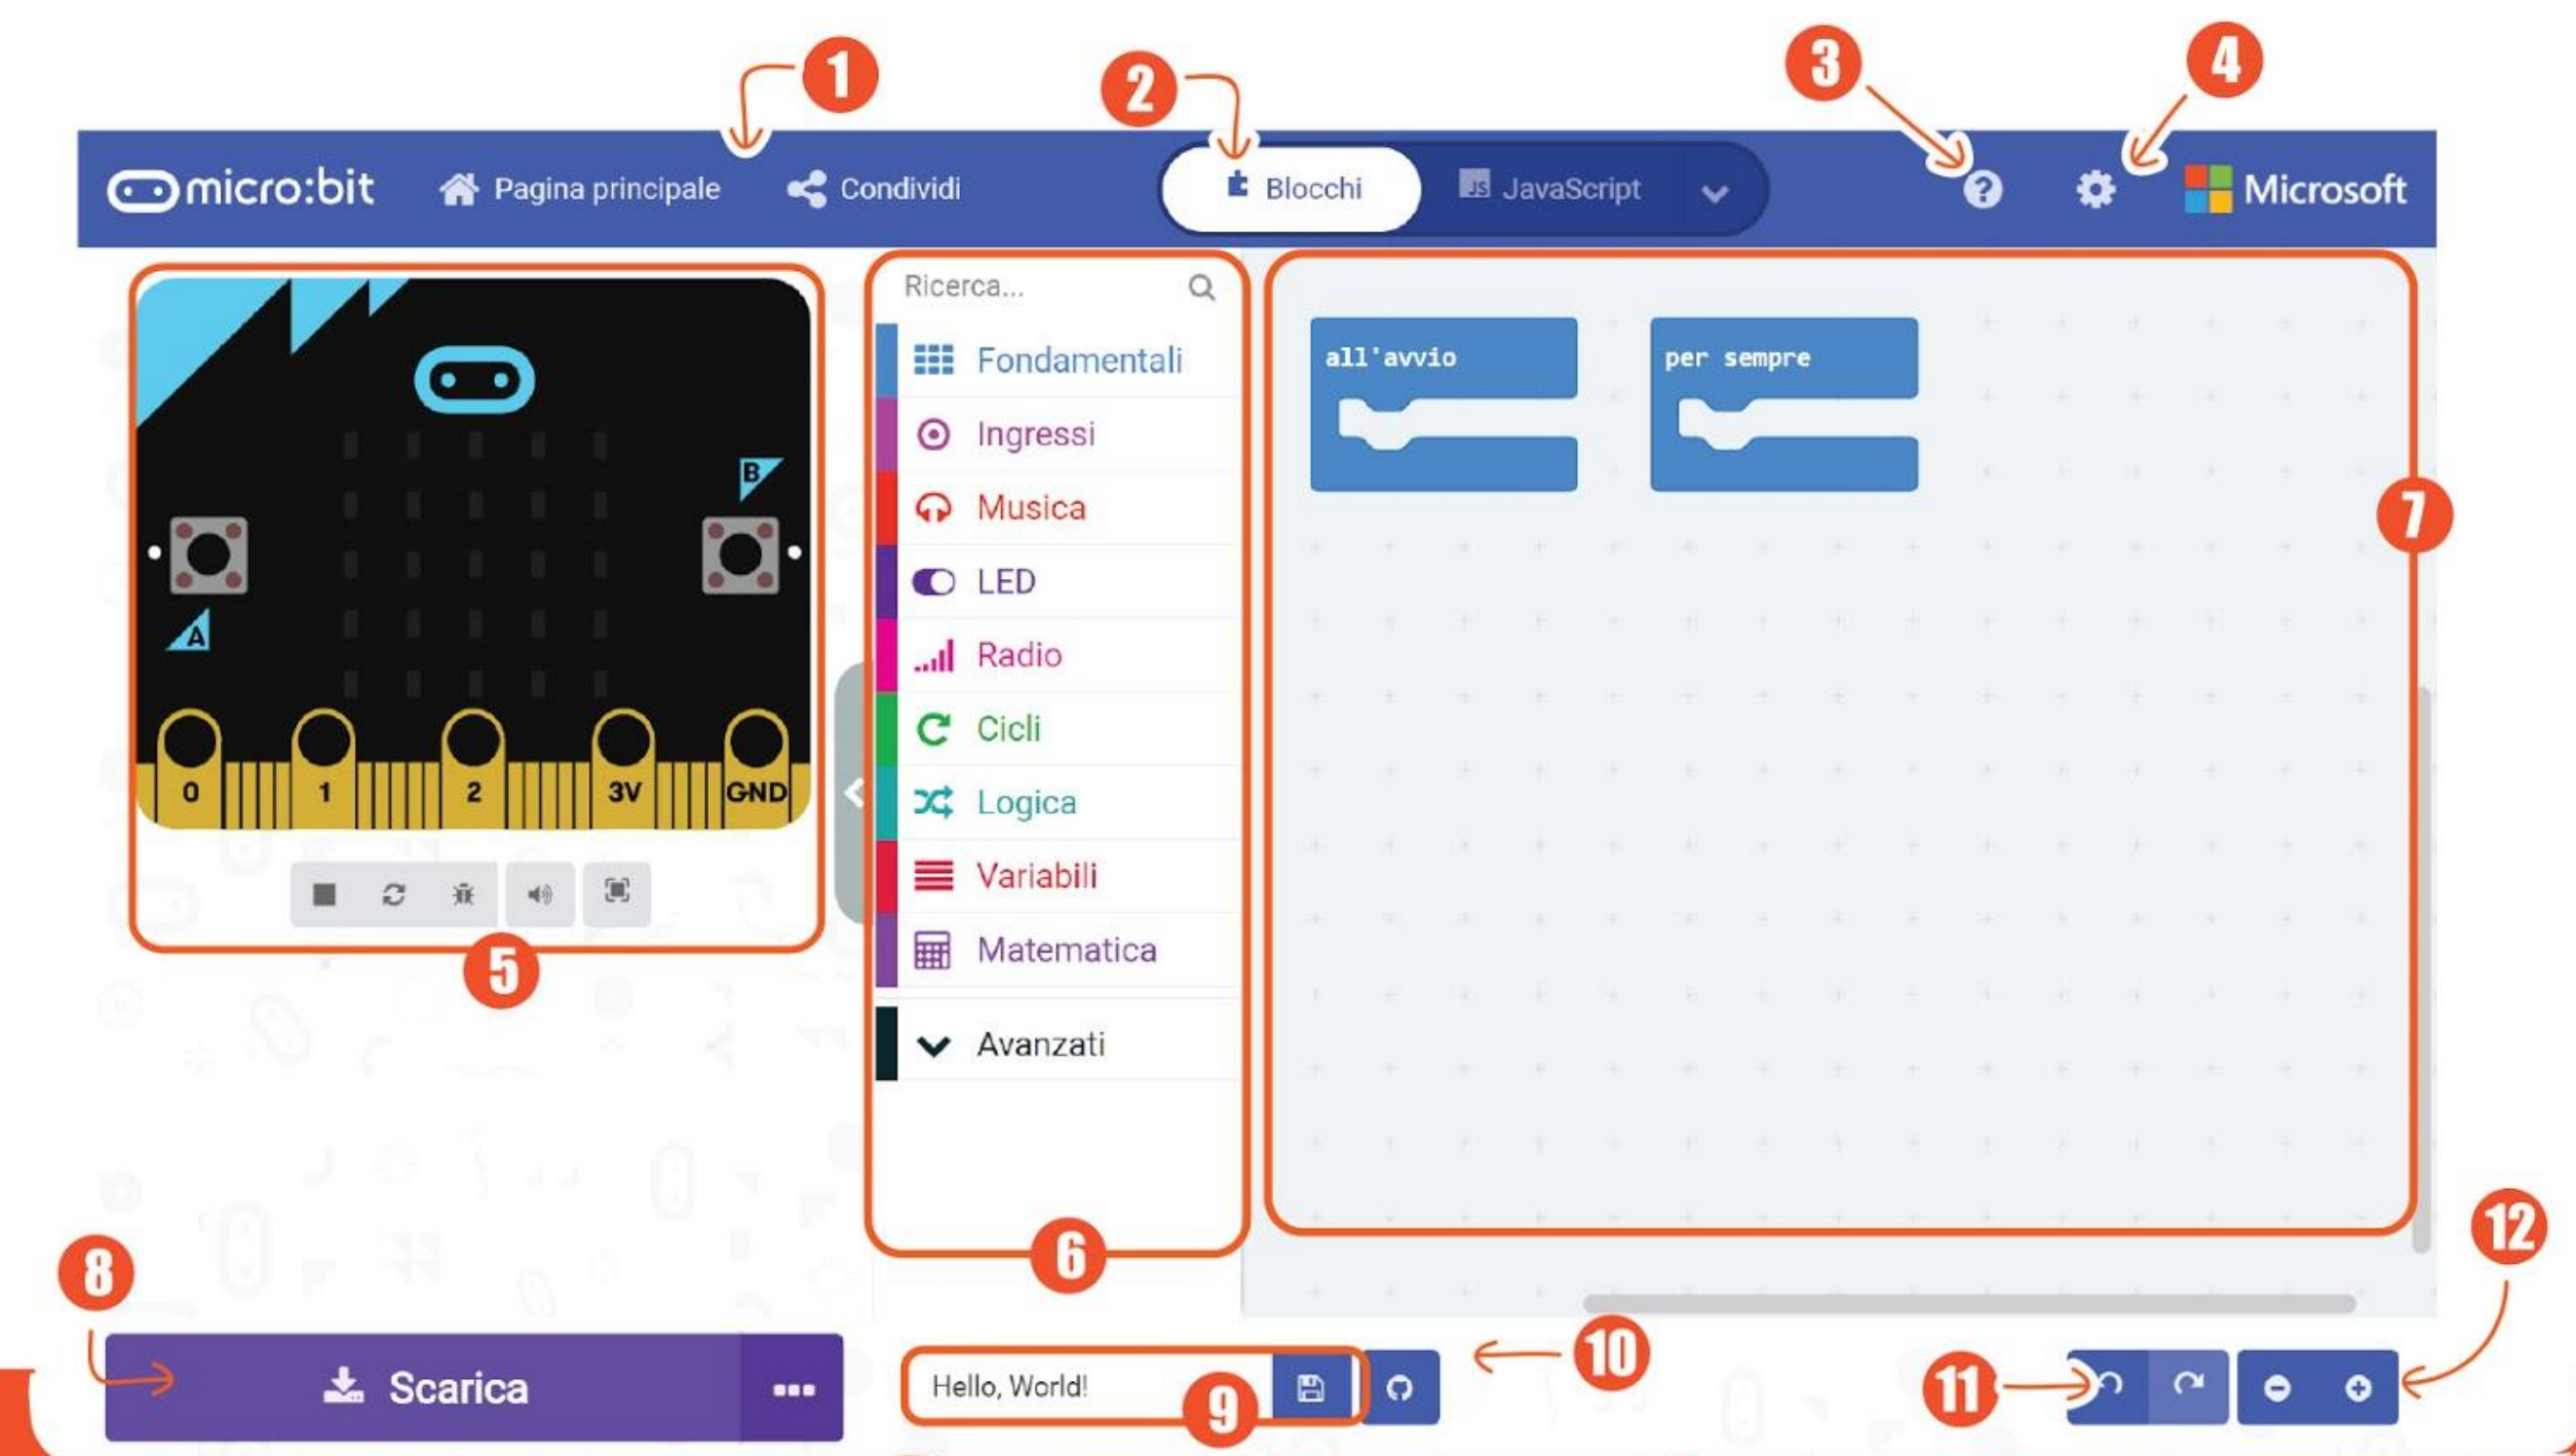 1
2
3
4
micro:bit
Pagina principale
Condividi
Blocchi
JS JavaScript
Microsoft
B
A
0 1 2 3V GND
5
Ricerca...
Fondamentali
Ingressi
Musica
LED
Radio
Cicli
Logica
Variabili
Matematica
Avanzati
6
all'avvio
per sempre
7
8
Scarica
Hello, World!
9
10
11
12